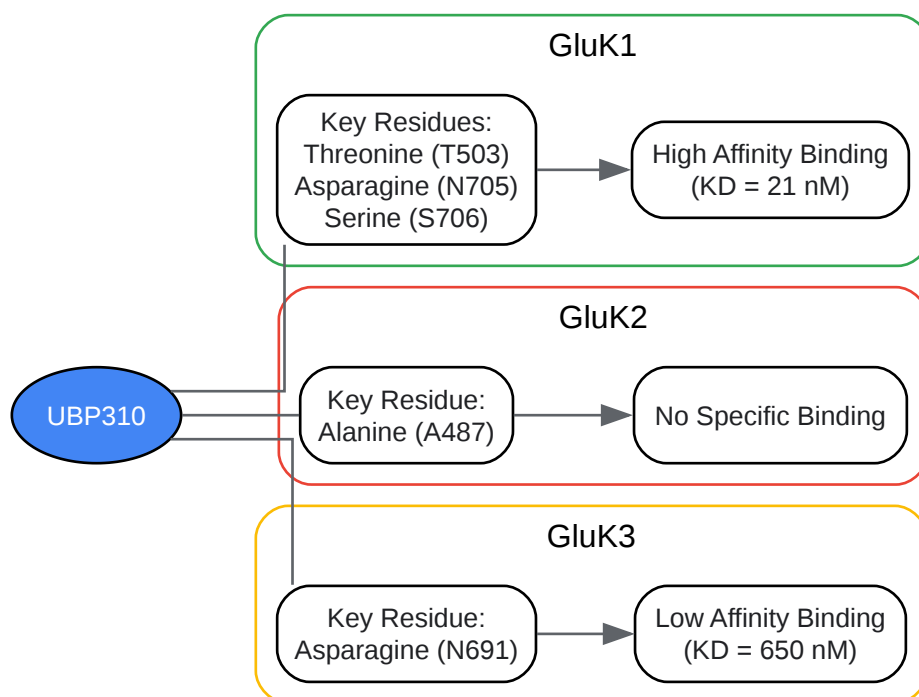 GluK1
Key Residues:
Threonine (T503)
Asparagine (N705)
Serine (S706)
High Affinity Binding
(KD = 21 nM)
GluK2
UBP310
Key Residue:
Alanine (A487)
No Specific Binding
GluK3
Key Residue:
Asparagine (N691)
Low Affinity Binding
(KD = 650 nM)